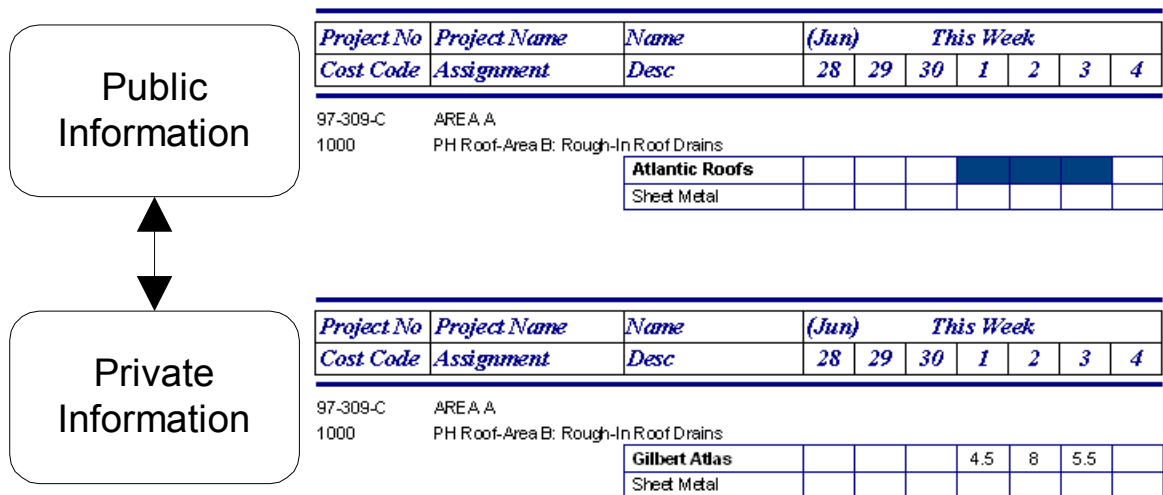 Public
Information
Project No Project Name Name (Jun) This Week
Cost Code Assignment Desc 28 29 30 1 2 3 4
97-309-C AREA A
1000 PH Roof-Area B: Rough-In Roof Drains
Atlantic Roofs
Sheet Metal
Private
Information
Project No Project Name Name (Jun) This Week
Cost Code Assignment Desc 28 29 30 1 2 3 4
97-309-C AREA A
1000 PH Roof-Area B: Rough-In Roof Drains
Gilbert Atlas 4.5 8 5.5
Sheet Metal